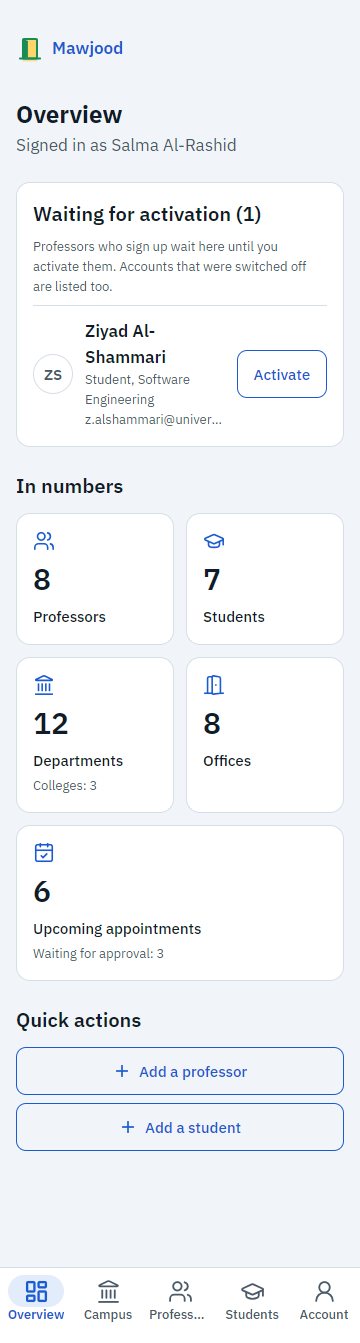 Mawjood
Overview
Signed in as Salma Al-Rashid
Waiting for activation (1)
Professors who sign up wait here until you
activate them. Accounts that were switched off
are listed too.
ZS
Ziyad Al-
Shammari
Student, Software
Engineering
z.alshammari@univer...
Activate
In numbers
8
Professors
7
Students
12
Departments
Colleges: 3
8
Offices
6
Upcoming appointments
Waiting for approval: 3
Quick actions
+ Add a professor
+ Add a student
Overview
Campus
Profess...
Students
Account